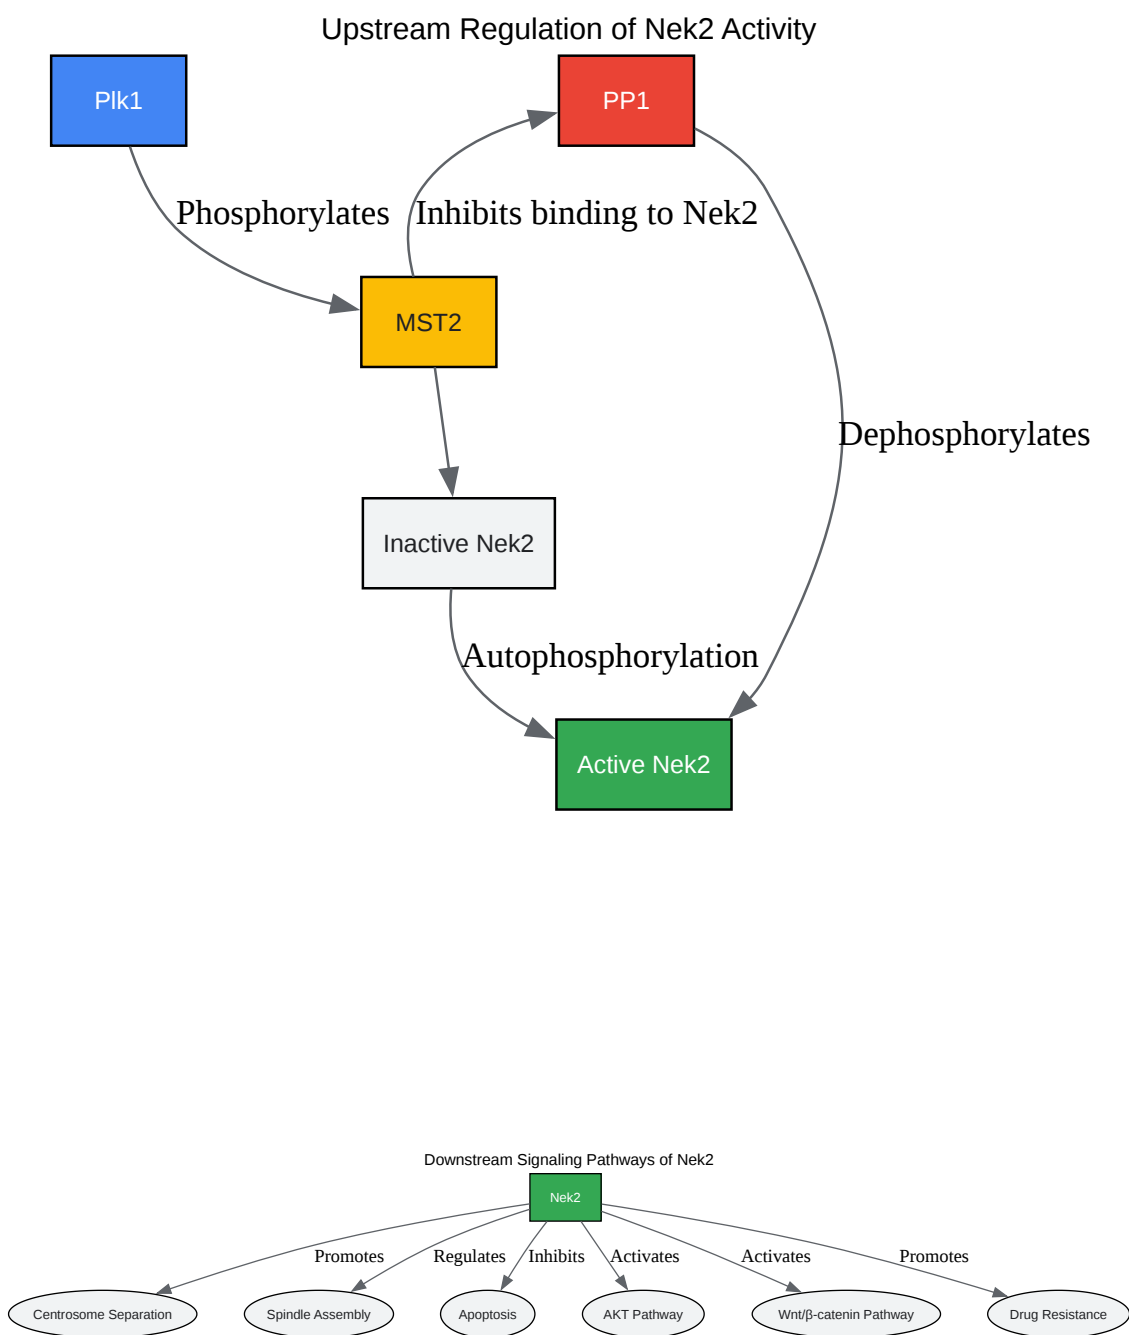 Upstream Regulation of Nek2 Activity
Plk1
PP1
Phosphorylates
Inhibits binding to Nek2
MST2
Dephosphorylates
Inactive Nek2
Autophosphorylation
Active Nek2
Downstream Signaling Pathways of Nek2
Nek2
Promotes
Regulates
Inhibits
Activates
Activates
Promotes
Centrosome Separation
Spindle Assembly
Apoptosis
AKT Pathway
Wnt/β-catenin Pathway
Drug Resistance